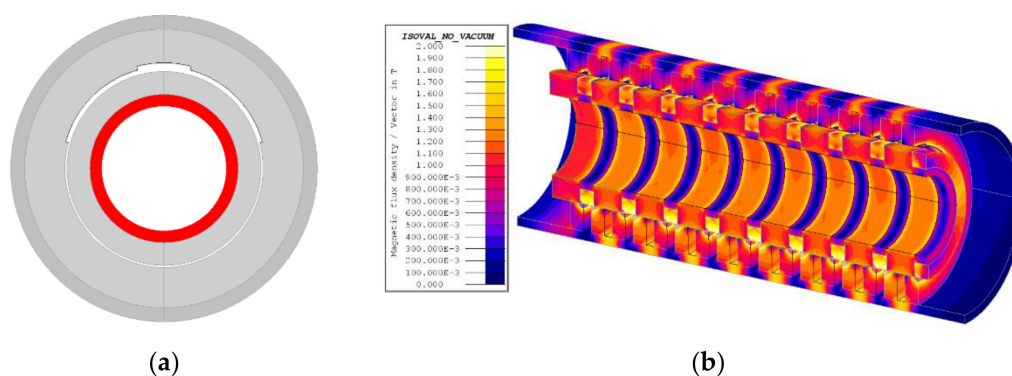 ISOVAL_NO_VACUUM
Magnetic flux density / Vector in T
2.000
1.900
1.800
1.700
1.600
1.500
1.400
1.300
1.200
1.100
1.000
900.000E-3
800.000E-3
700.000E-3
600.000E-3
500.000E-3
400.000E-3
300.000E-3
200.000E-3
100.000E-3
0.000
(a)
(b)